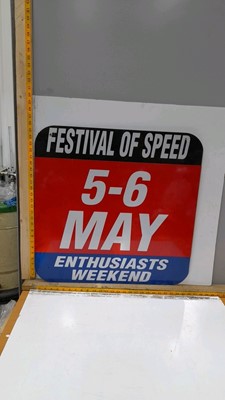 FESTIVAL OF SPEED
5-6
MAY
ENTHUSIASTS
WEEKEND